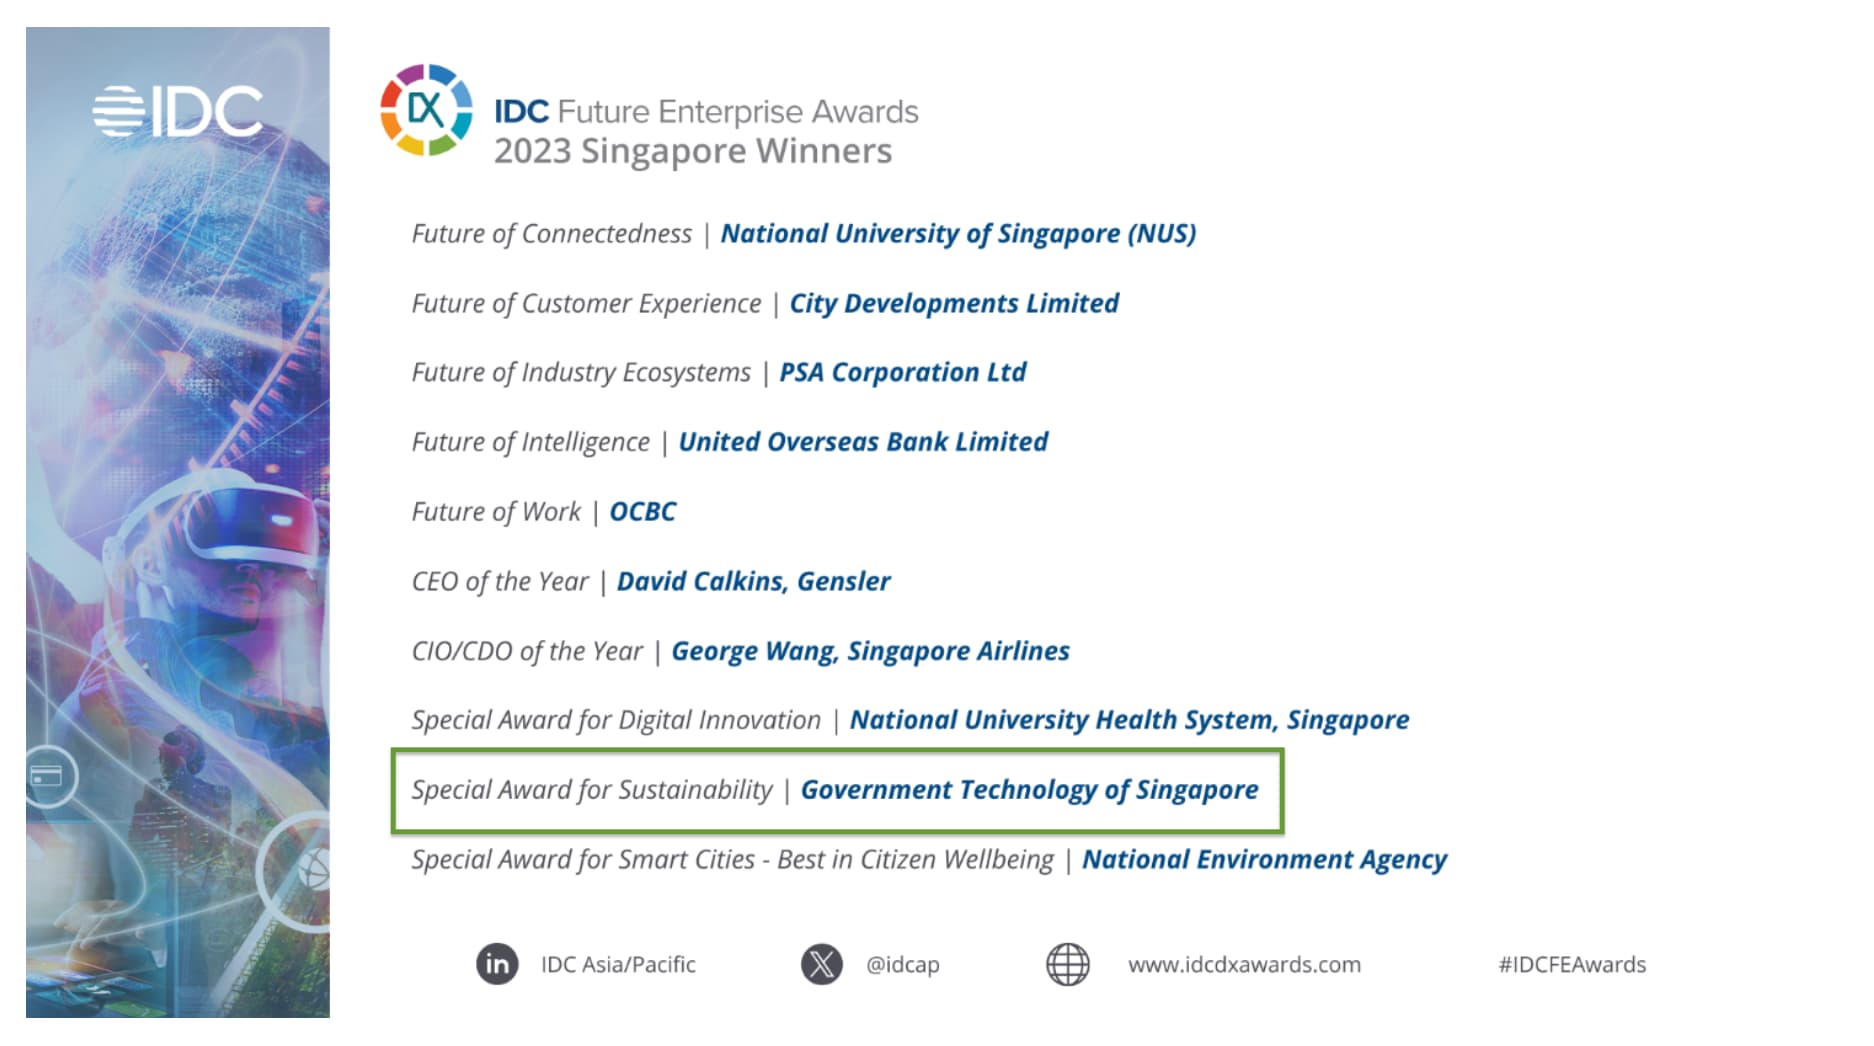 IDC
IX
IDC Future Enterprise Awards
2023 Singapore Winners
Future of Connectedness | National University of Singapore (NUS)
Future of Customer Experience | City Developments Limited
Future of Industry Ecosystems | PSA Corporation Ltd
Future of Intelligence | United Overseas Bank Limited
Future of Work | OCBC
CEO of the Year | David Calkins, Gensler
CIO/CDO of the Year | George Wang, Singapore Airlines
Special Award for Digital Innovation | National University Health System, Singapore
Special Award for Sustainability | Government Technology of Singapore
Special Award for Smart Cities - Best in Citizen Wellbeing | National Environment Agency
in IDC Asia/Pacific X @idcap www.idcdxawards.com #IDCFEAwards